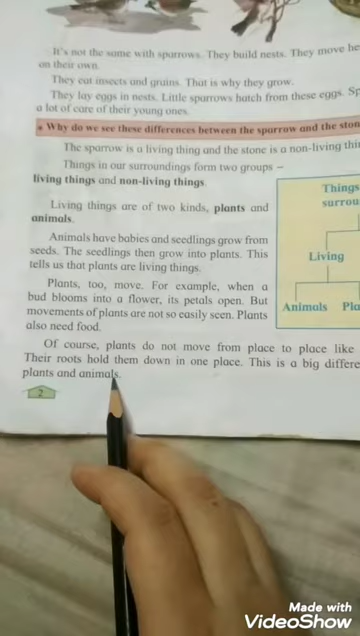 It's not the same with sparrows. They build nests. They move
on their own.
They eat insects and grains. That is why they grow.
They lay eggs in nests. Little sparrows hatch from these eggs.
a lot of care of their young ones.
Why do we see these differences between the sparrow and the
The sparrow is a living thing and the stone is a non-living
Things in our surroundings form two groups –
living things and non-living things.
Living things are of two kinds, plants and
animals.
Animals have babies and seedlings grow from
seeds. The seedlings then grow into plants. This
tells us that plants are living things.
Plants, too, move. For example, when a
bud blooms into a flower, its petals open. But
movements of plants are not so easily seen. Plants
also need food.
Things
Living
Animals
Of course, plants do not move from place to place like
Their roots hold them down in one place. This is a big
plants and animals.
2
Made with
VideoShow